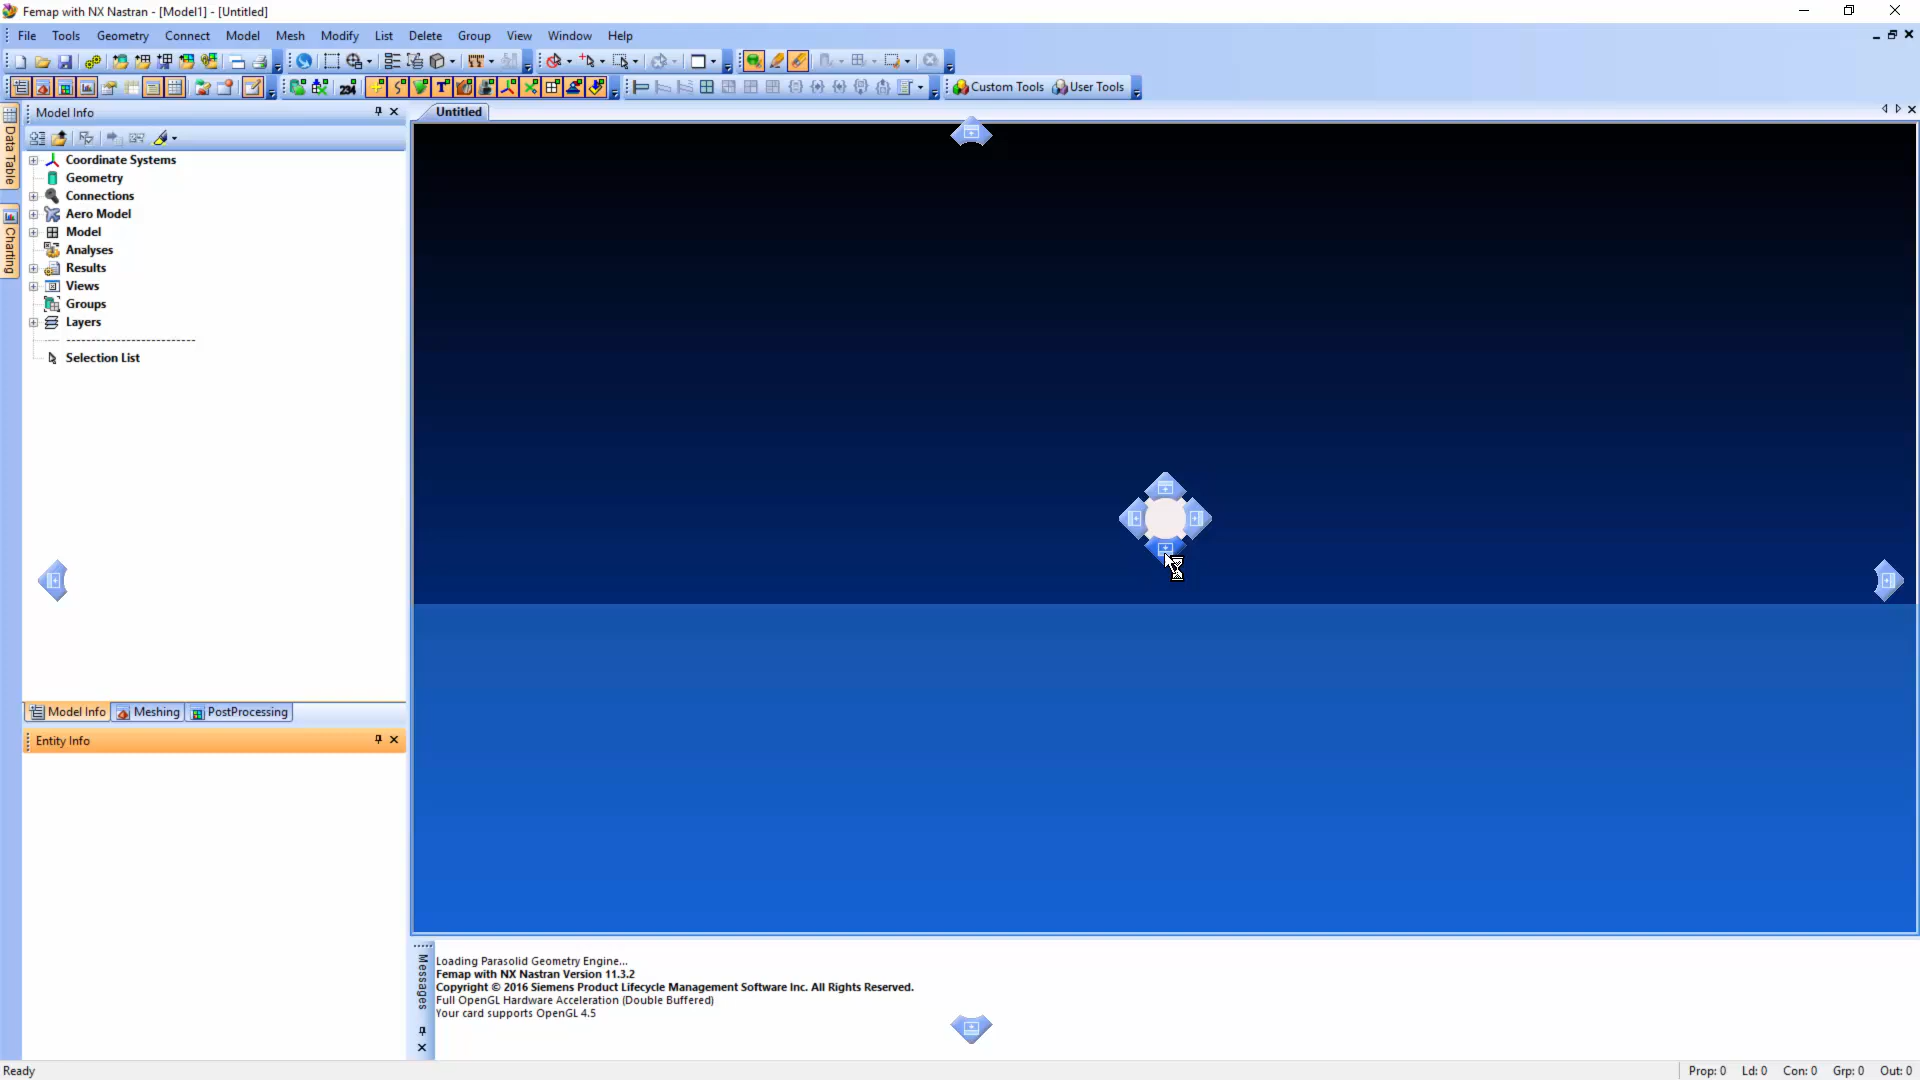 Femap with NX Nastran - [Model1] - [Untitled]
File Tools Geometry Connect Model Mesh Modify List Delete Group View Window Help
234 T Custom Tools User Tools
Data Table
Charting
Model Info
Untitled
Coordinate Systems
Geometry
Connections
Aero Model
Model
Analyses
Results
Views
Groups
Layers
Selection List
Model Info Meshing PostProcessing
Entity Info
Messages
Loading Parasolid Geometry Engine...
Femap with NX Nastran Version 11.3.2
Copyright © 2016 Siemens Product Lifecycle Management Software Inc. All Rights Reserved.
Full OpenGL Hardware Acceleration (Double Buffered)
Your card supports OpenGL 4.5
Ready Prop: 0 Ld: 0 Con: 0 Grp: 0 Out: 0